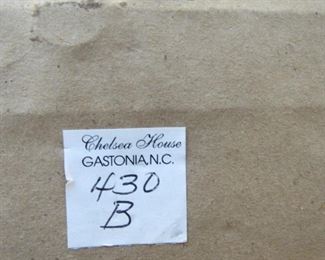 Chelsea House
GASTONIA, N.C.
430
B